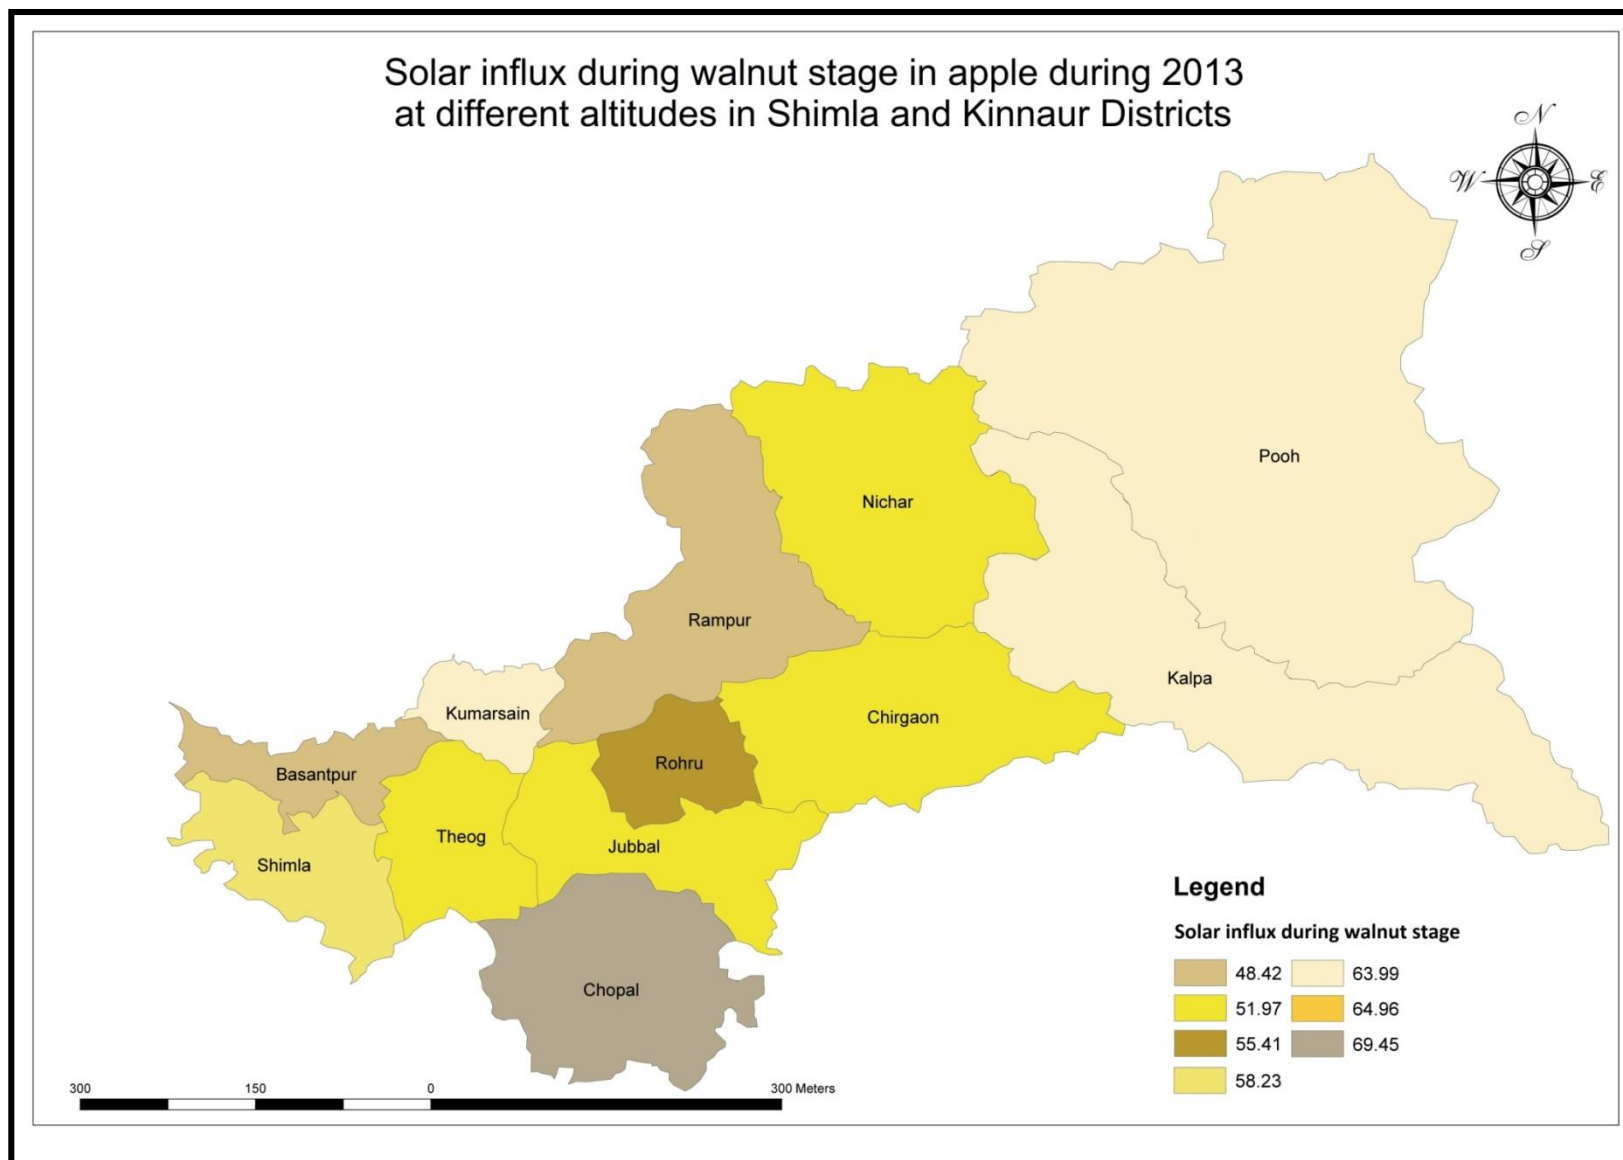 Solar influx during walnut stage in apple during 2013
at different altitudes in Shimla and Kinnaur Districts
N
W
E
S
Pooh
Nichar
Rampur
Kalpa
Kumarsain
Chirgaon
Rohru
Basantpur
Theog
Jubbal
Shimla
Chopal
Legend
Solar influx during walnut stage
48.42 63.99
51.97 64.96
55.41 69.45
58.23
300 150 0 300 Meters